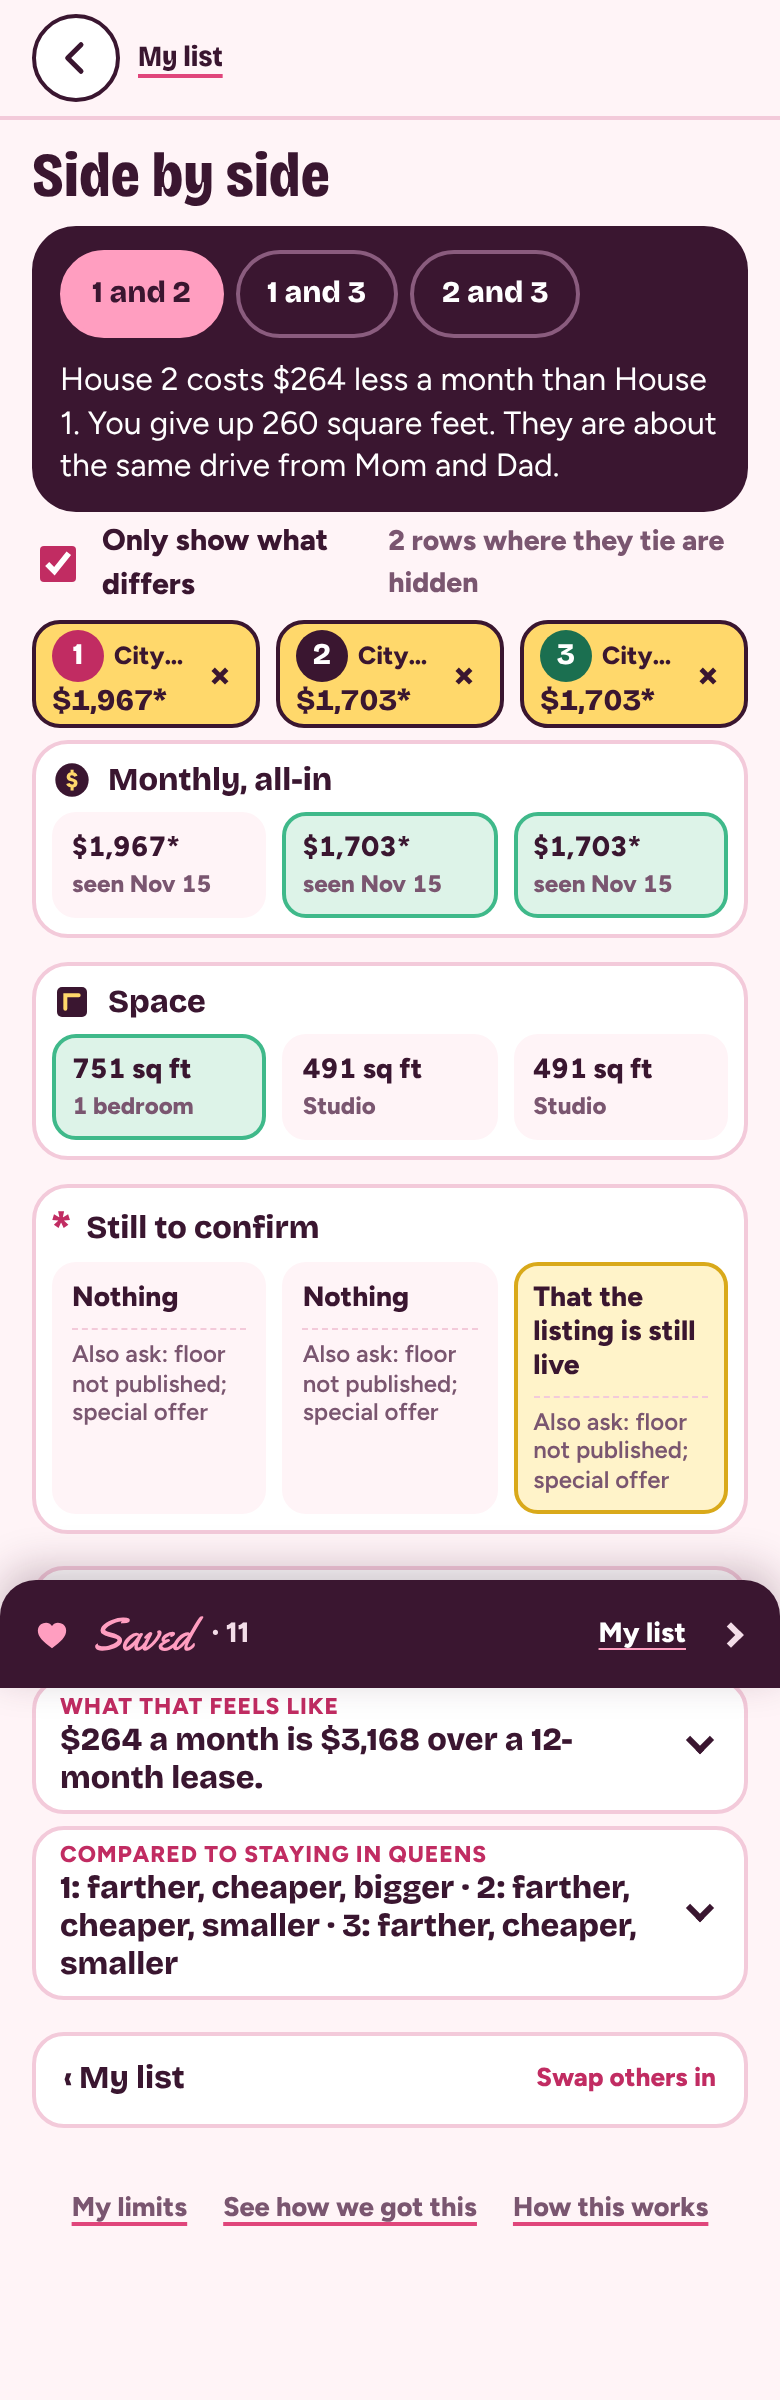 My list
Side by side
1 and 2
1 and 3
2 and 3
House 2 costs $264 less a month than House
1. You give up 260 square feet. They are about
the same drive from Mom and Dad.
Only show what
differs
2 rows where they tie are
hidden
1 City... ×
$1,967*
2 City... ×
$1,703*
3 City... ×
$1,703*
$ Monthly, all-in
$1,967*
seen Nov 15
$1,703*
seen Nov 15
$1,703*
seen Nov 15
Space
751 sq ft
1 bedroom
491 sq ft
Studio
491 sq ft
Studio
* Still to confirm
Nothing
Also ask: floor
not published;
special offer
Nothing
Also ask: floor
not published;
special offer
That the
listing is still
live
Also ask: floor
not published;
special offer
Saved · 11
My list
WHAT THAT FEELS LIKE
$264 a month is $3,168 over a 12-
month lease.
COMPARED TO STAYING IN QUEENS
1: farther, cheaper, bigger · 2: farther,
cheaper, smaller · 3: farther, cheaper,
smaller
‹ My list
Swap others in
My limits
See how we got this
How this works